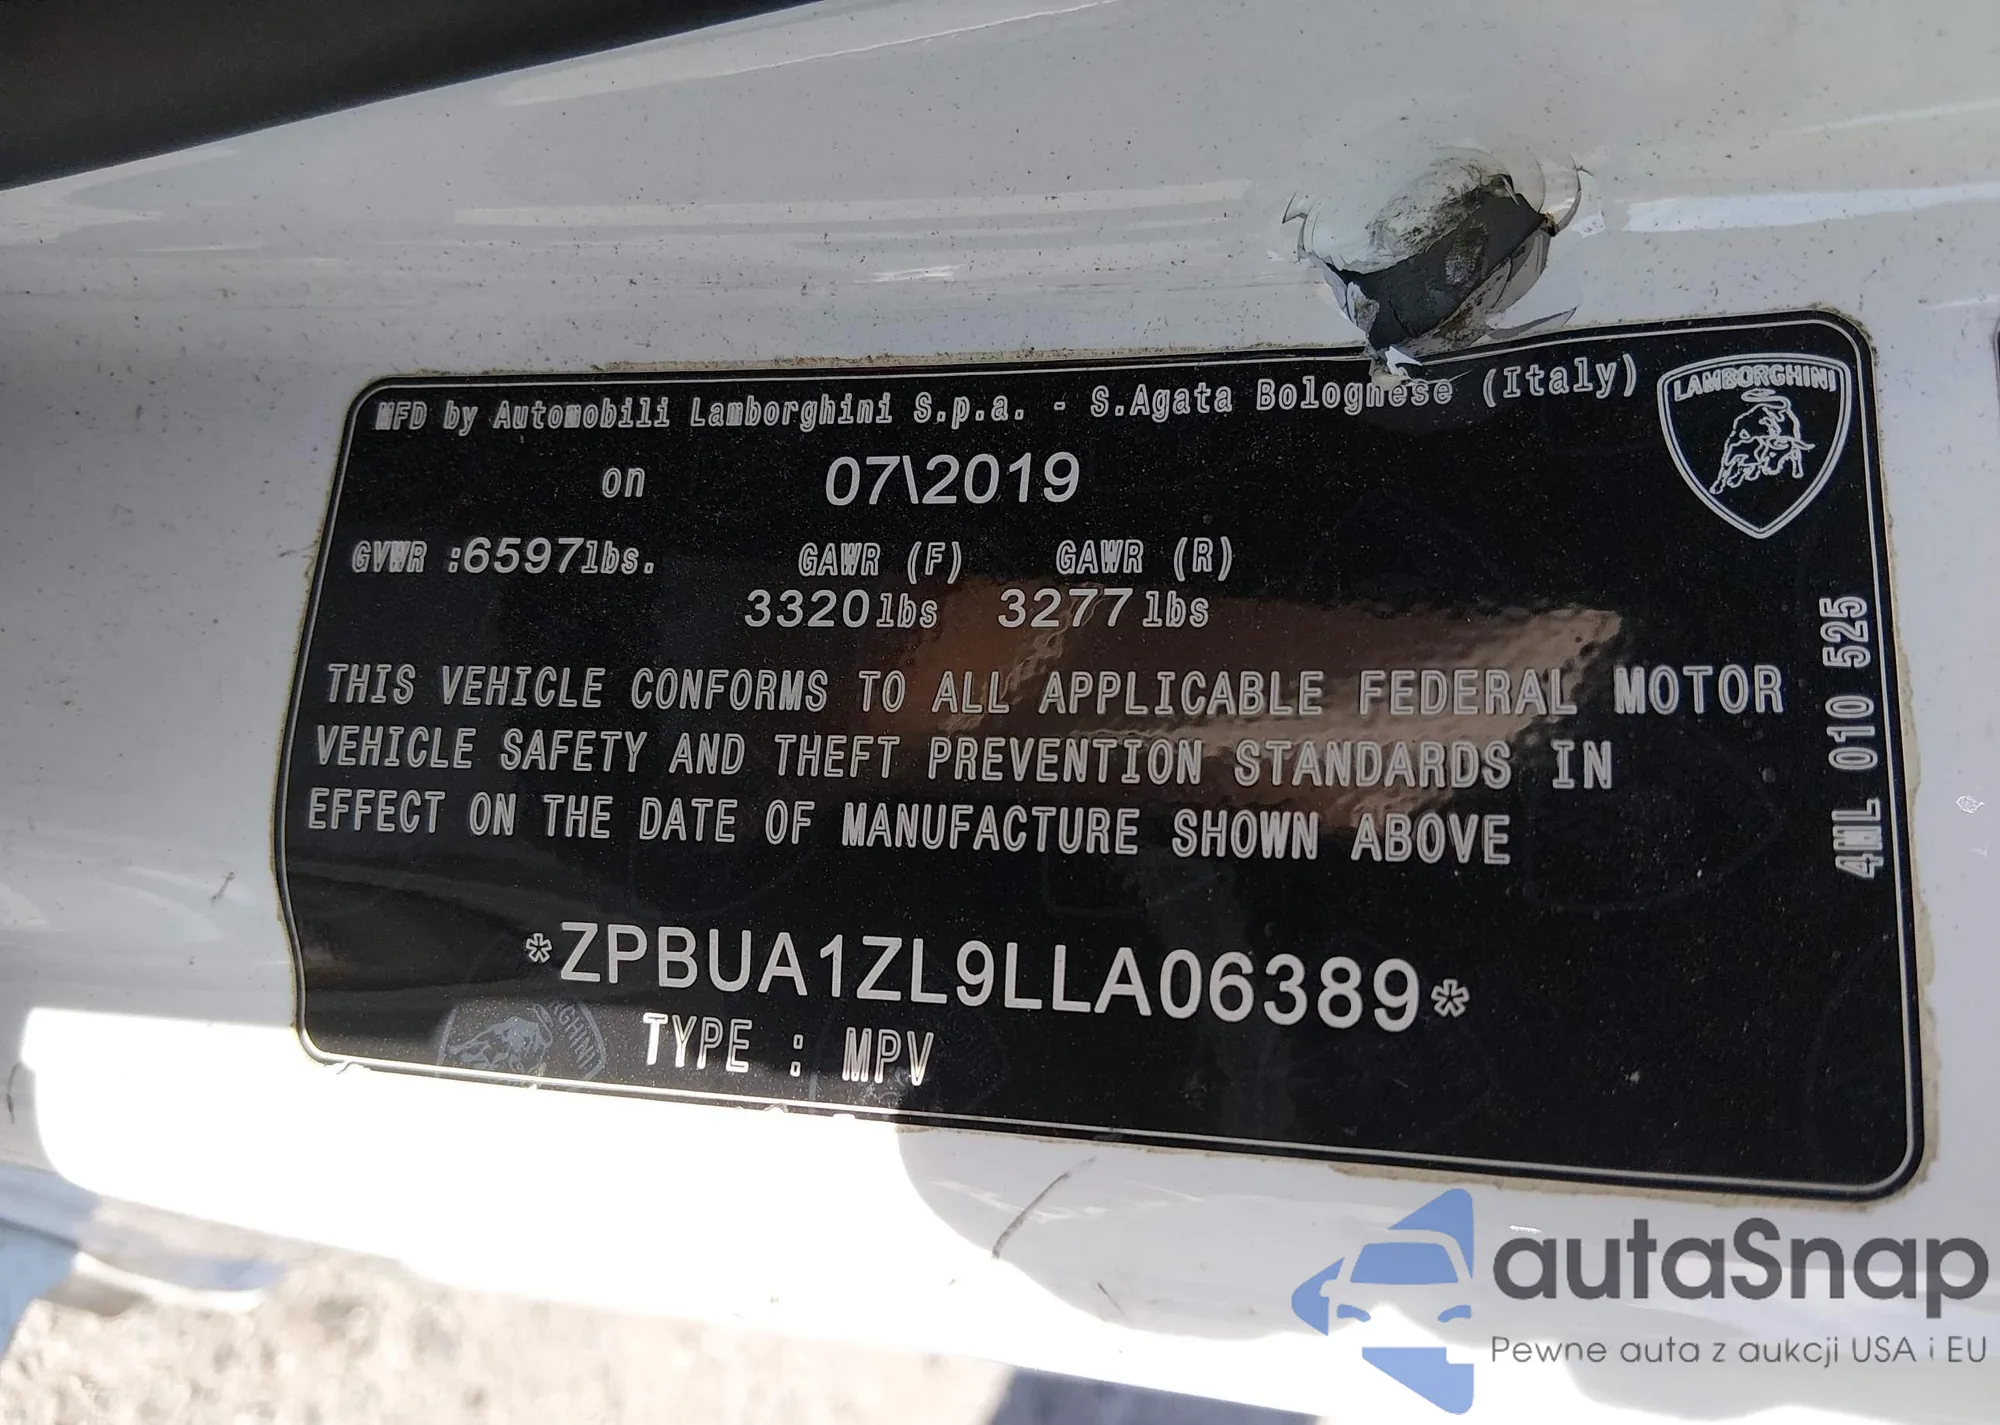 MFD by Automobili Lamborghini S.p.a. - S.Agata Bolognese (Italy)
LAMBORGHINI
on 07\2019
GVWR :6597lbs. GAWR (F) GAWR (R)
3320lbs 3277lbs
THIS VEHICLE CONFORMS TO ALL APPLICABLE FEDERAL MOTOR
VEHICLE SAFETY AND THEFT PREVENTION STANDARDS IN
EFFECT ON THE DATE OF MANUFACTURE SHOWN ABOVE
4ML 010 525
*ZPBUA1ZL9LLA06389*
TYPE : MPV
autaSnap
Pewne auta z aukcji USA i EU